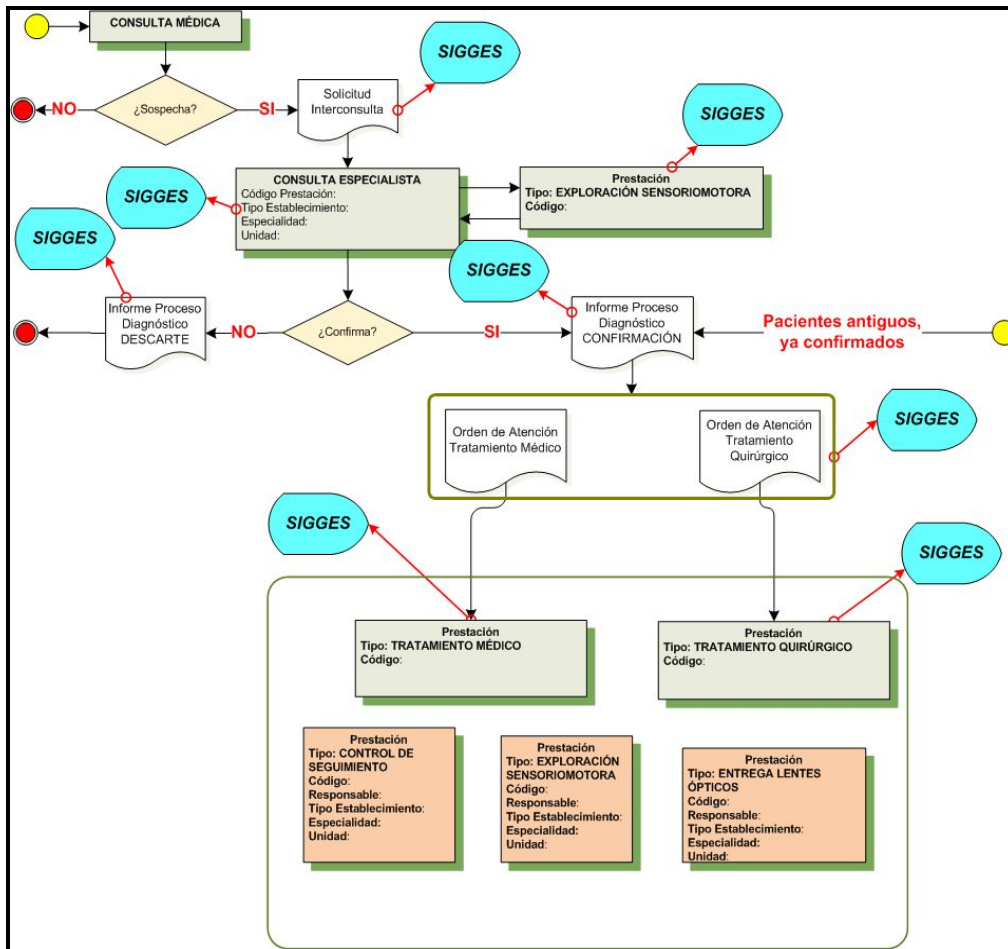 CONSULTA MÉDICA
SIGGES
¿Sospecha?
NO
SI
Solicitud
Interconsulta
SIGGES
CONSULTA ESPECIALISTA
Código Prestación:
Tipo Establecimiento:
Especialidad:
Unidad:
Prestación
Tipo: EXPLORACIÓN SENSORIOMOTORA
Código:
SIGGES
SIGGES
SIGGES
Informe Proceso
Diagnóstico
DESCARTE
NO
¿Confirma?
SI
Informe Proceso
Diagnóstico
CONFIRMACIÓN
Pacientes antiguos,
ya confirmados
Orden de Atención
Tratamiento Médico
Orden de Atención
Tratamiento
Quirúrgico
SIGGES
SIGGES
SIGGES
Prestación
Tipo: TRATAMIENTO MÉDICO
Código:
Prestación
Tipo: TRATAMIENTO QUIRÚRGICO
Código:
Prestación
Tipo: CONTROL DE
SEGUIMIENTO
Código:
Responsable:
Tipo Establecimiento:
Especialidad:
Unidad:
Prestación
Tipo: EXPLORACIÓN
SENSORIOMOTORA
Código:
Responsable:
Tipo Establecimiento:
Especialidad:
Unidad:
Prestación
Tipo: ENTREGA LENTES
ÓPTICOS
Código:
Responsable:
Tipo Establecimiento:
Especialidad:
Unidad: